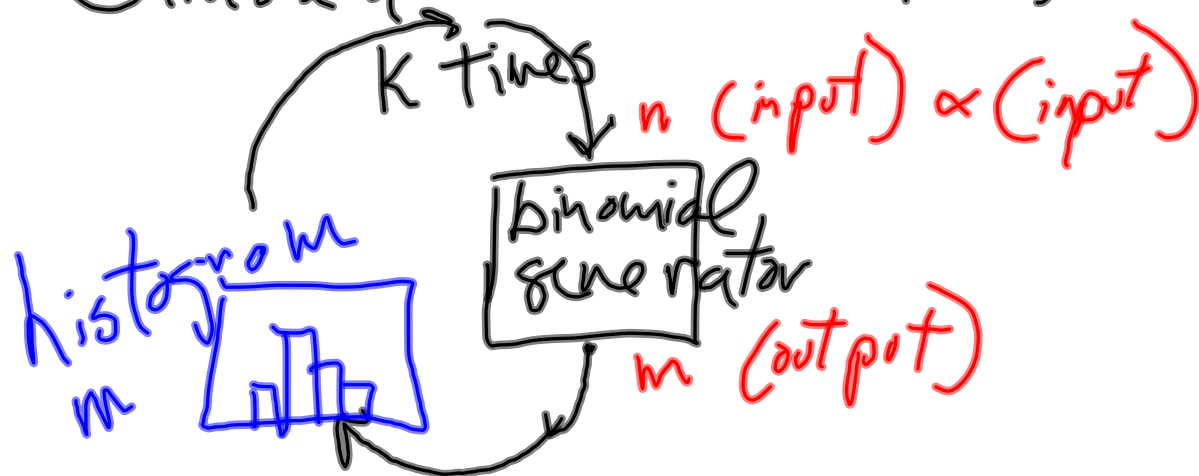 K times
n (input) ∝ (input)
binomial
generator
histogram
m
m (output)